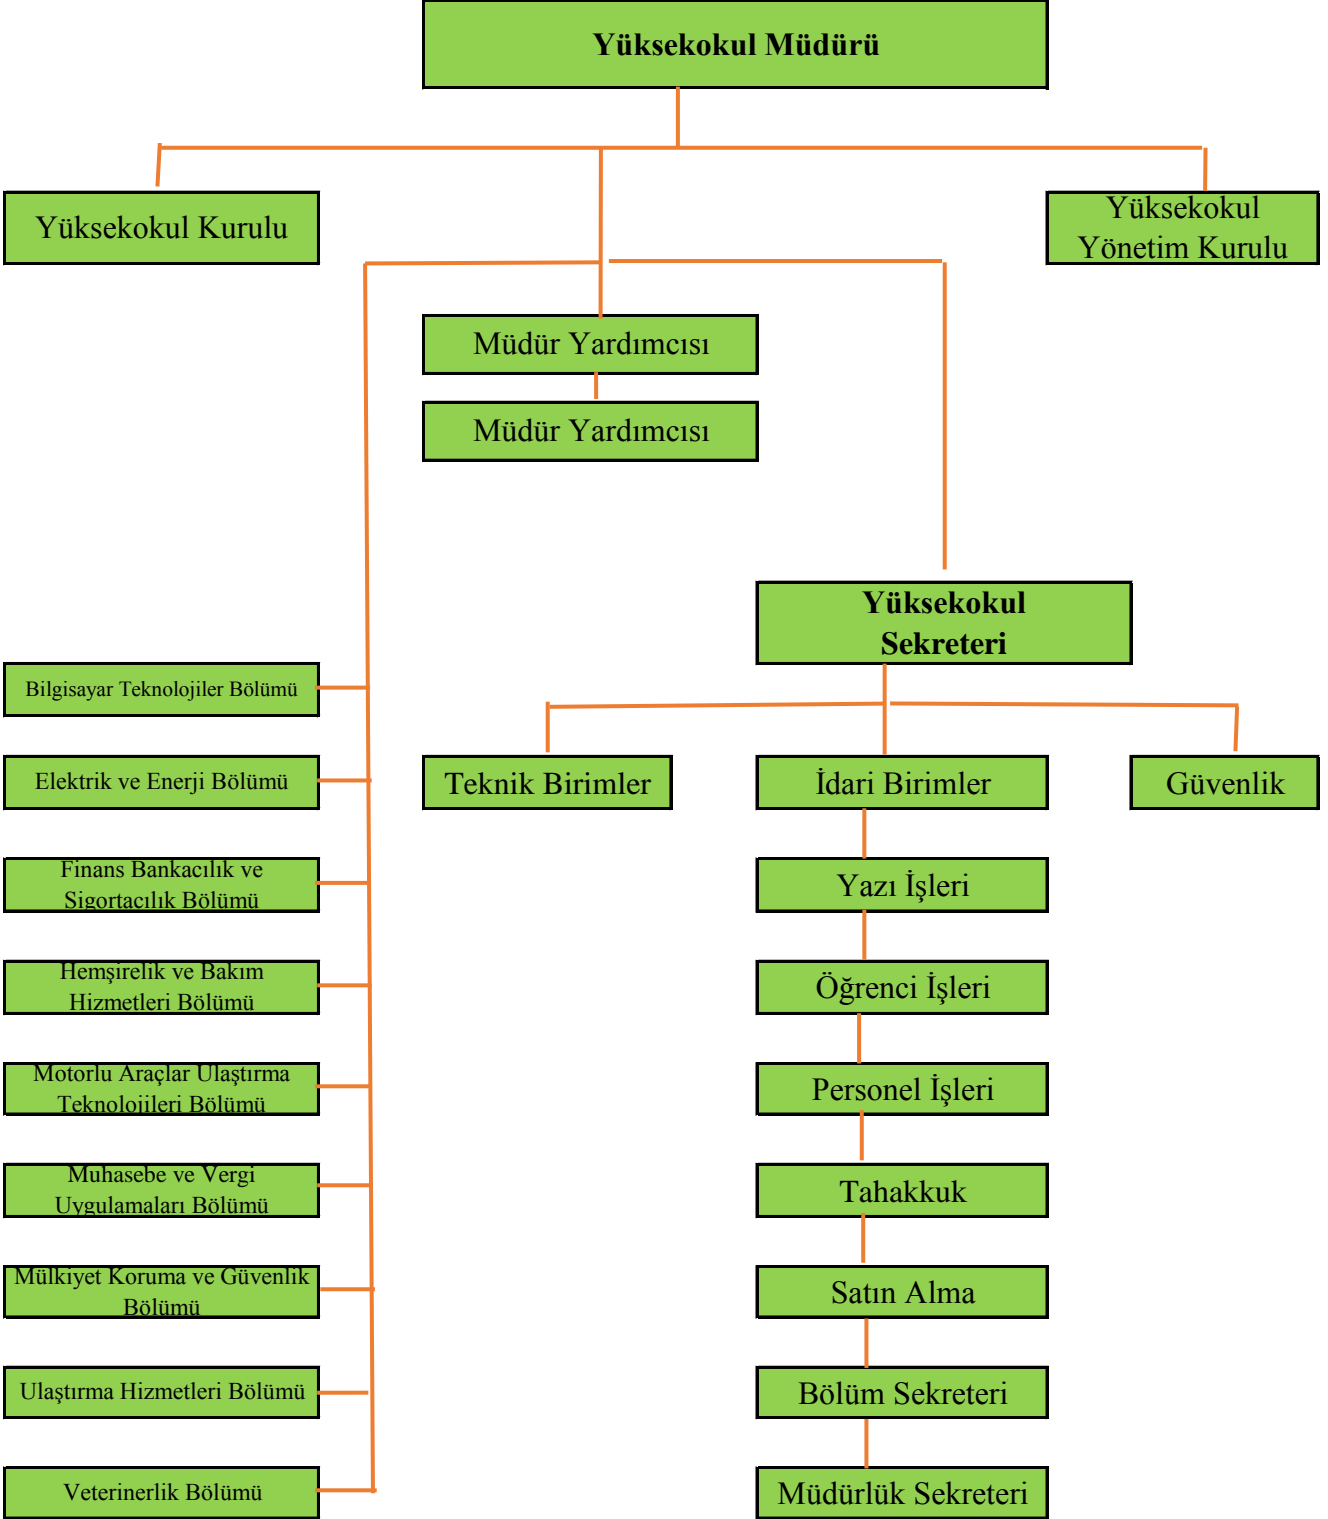 Yüksekokul Müdürü
Yüksekokul Kurulu
Yüksekokul
Yönetim Kurulu
Müdür Yardımcısı
Müdür Yardımcısı
Yüksekokul
Sekreteri
Bilgisayar Teknolojiler Bölümü
Elektrik ve Enerji Bölümü
Finans Bankacılık ve
Sigortacılık Bölümü
Hemşirelik ve Bakım
Hizmetleri Bölümü
Motorlu Araçlar Ulaştırma
Teknolojileri Bölümü
Muhasebe ve Vergi
Uygulamaları Bölümü
Mülkiyet Koruma ve Güvenlik
Bölümü
Ulaştırma Hizmetleri Bölümü
Veterinerlik Bölümü
Teknik Birimler
İdari Birimler
Güvenlik
Yazı İşleri
Öğrenci İşleri
Personel İşleri
Tahakkuk
Satın Alma
Bölüm Sekreteri
Müdürlük Sekreteri